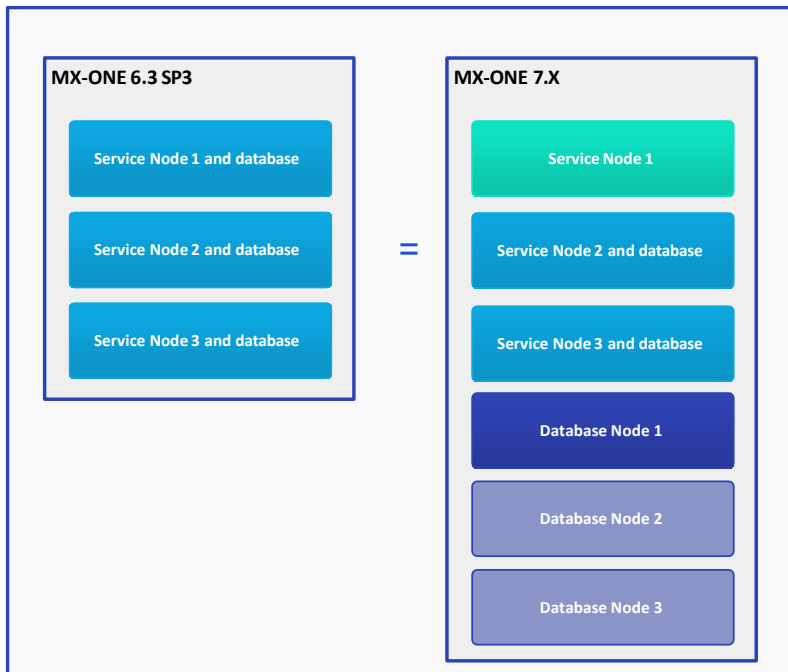 MX-ONE 6.3 SP3
Service Node 1 and database
Service Node 2 and database
Service Node 3 and database
=
MX-ONE 7.X
Service Node 1
Service Node 2 and database
Service Node 3 and database
Database Node 1
Database Node 2
Database Node 3